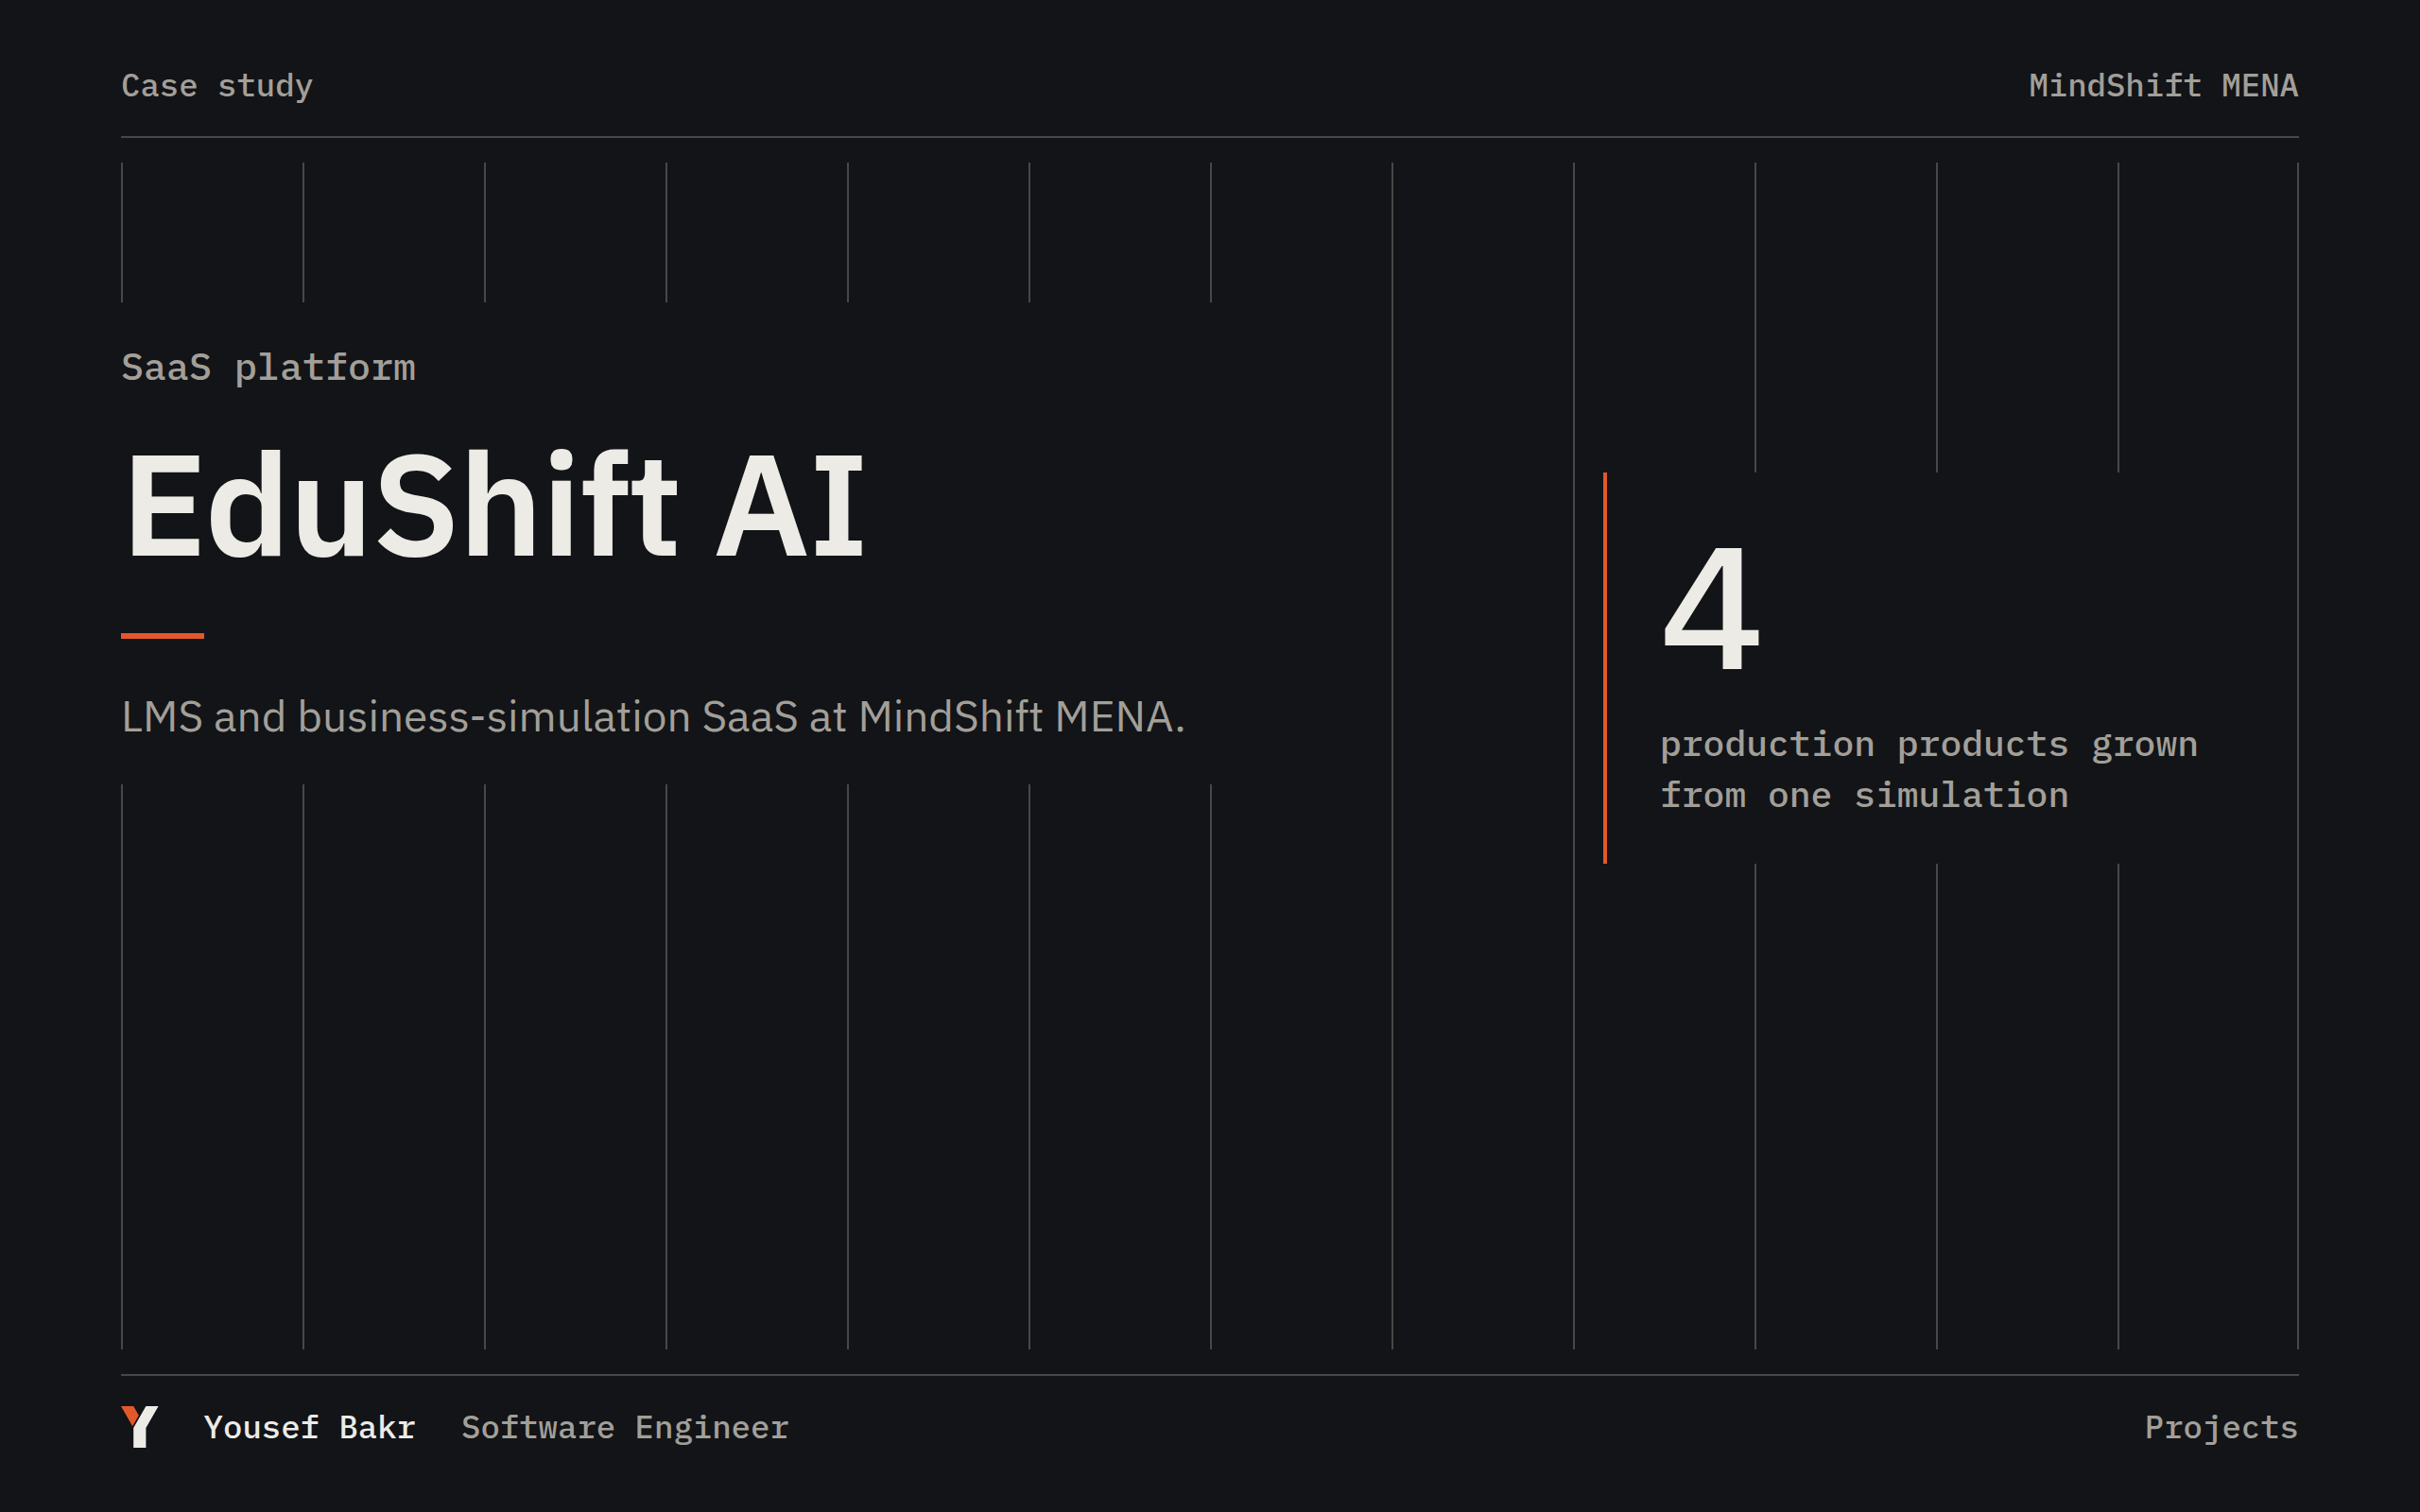 Case study
MindShift MENA
SaaS platform
EduShift AI
LMS and business-simulation SaaS at MindShift MENA.
4
production products grown
from one simulation
Y
Yousef Bakr
Software Engineer
Projects